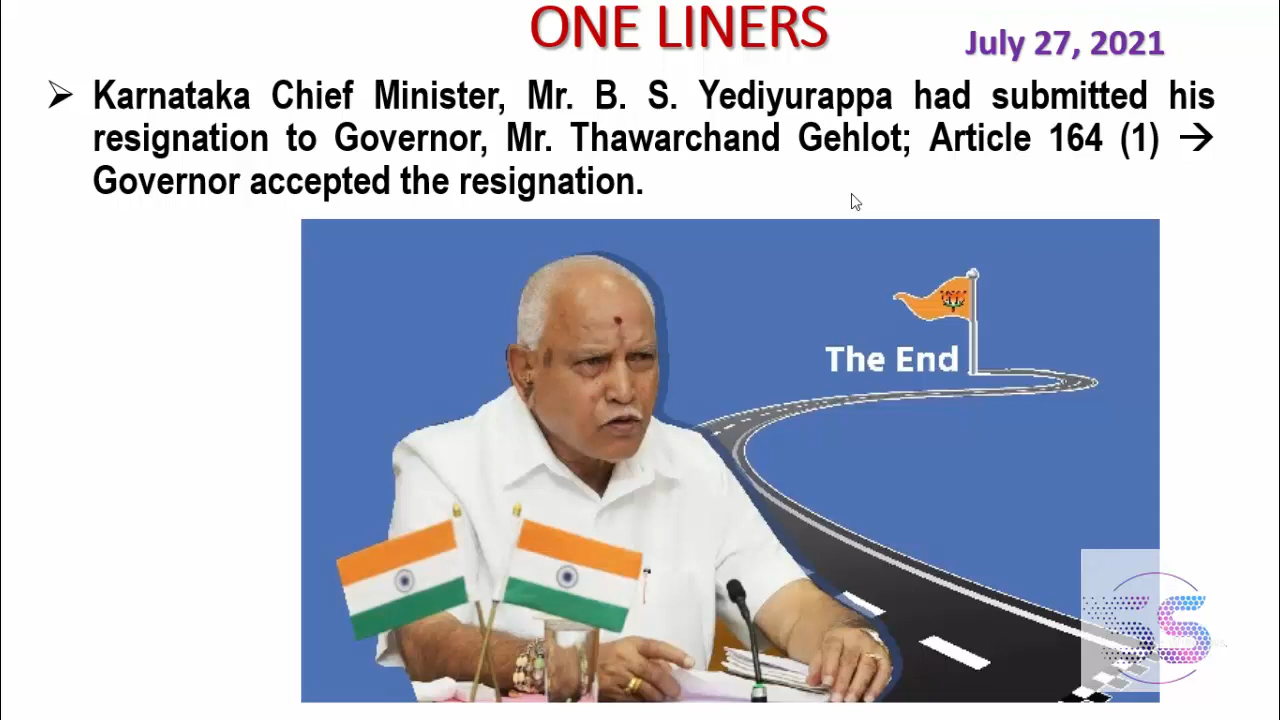 ONE LINERS
July 27, 2021
Karnataka Chief Minister, Mr. B. S. Yediyurappa had submitted his
resignation to Governor, Mr. Thawarchand Gehlot; Article 164 (1) →
Governor accepted the resignation.
The End
3S